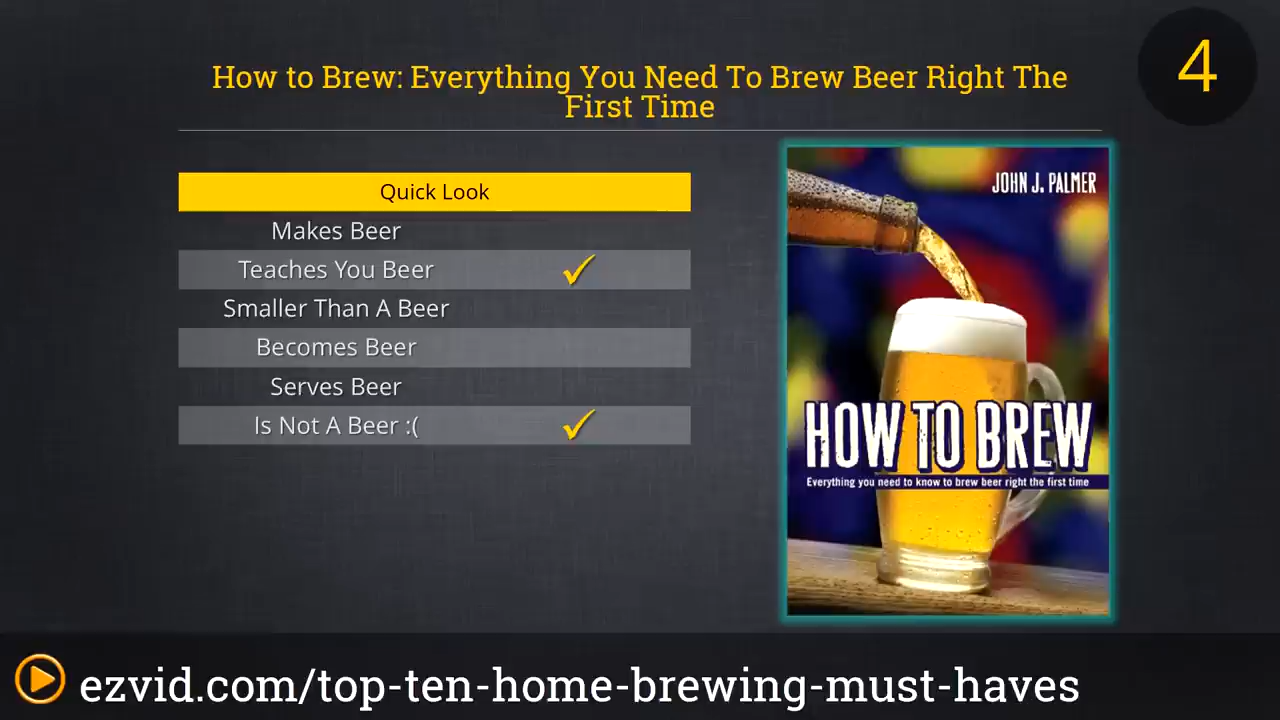 4
How to Brew: Everything You Need To Brew Beer Right The
First Time
Quick Look
Makes Beer
Teaches You Beer
Smaller Than A Beer
Becomes Beer
Serves Beer
Is Not A Beer :(
JOHN J. PALMER
HOW TO BREW
Everything you need to know to brew beer right the first time
ezvid.com/top-ten-home-brewing-must-haves